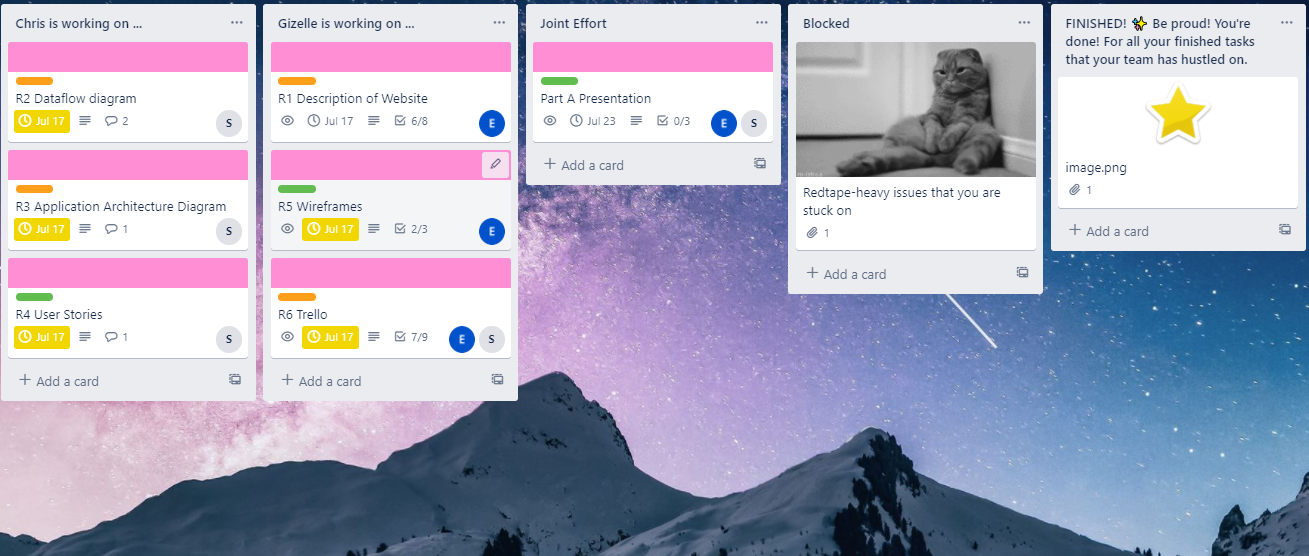 Chris is working on ...
R2 Dataflow diagram
Jul 17 2
S
R3 Application Architecture Diagram
Jul 17 1
S
R4 User Stories
Jul 17 1
S
+ Add a card
Gizelle is working on ...
R1 Description of Website
Jul 17 6/8
E
R5 Wireframes
Jul 17 2/3
E
R6 Trello
Jul 17 7/9
E S
+ Add a card
Joint Effort
Part A Presentation
Jul 23 0/3
E S
+ Add a card
Blocked
Redtape-heavy issues that you are
stuck on
1
+ Add a card
FINISHED! ✨ Be proud! You're
done! For all your finished tasks
that your team has hustled on.
image.png
1
+ Add a card